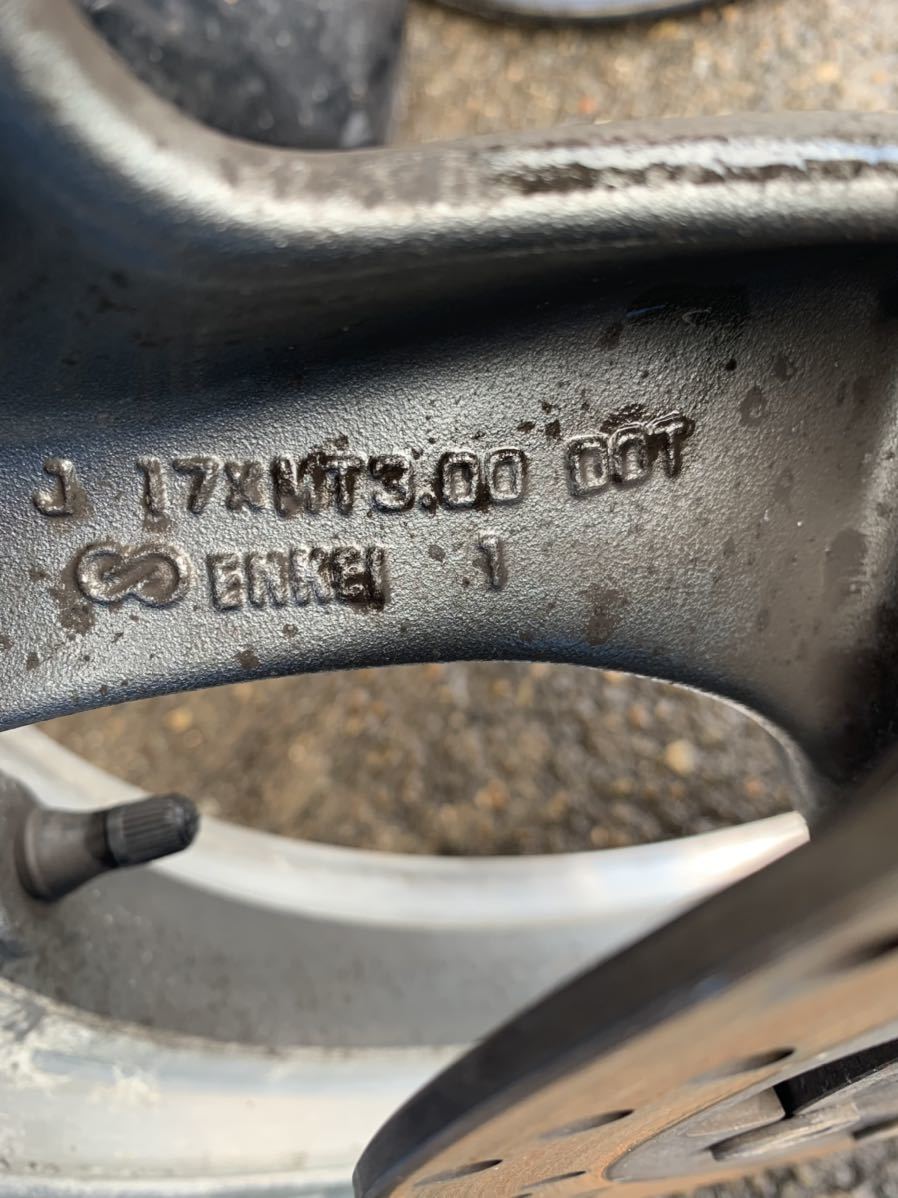 J 17XMT3.00 DOT
ENKEI 1